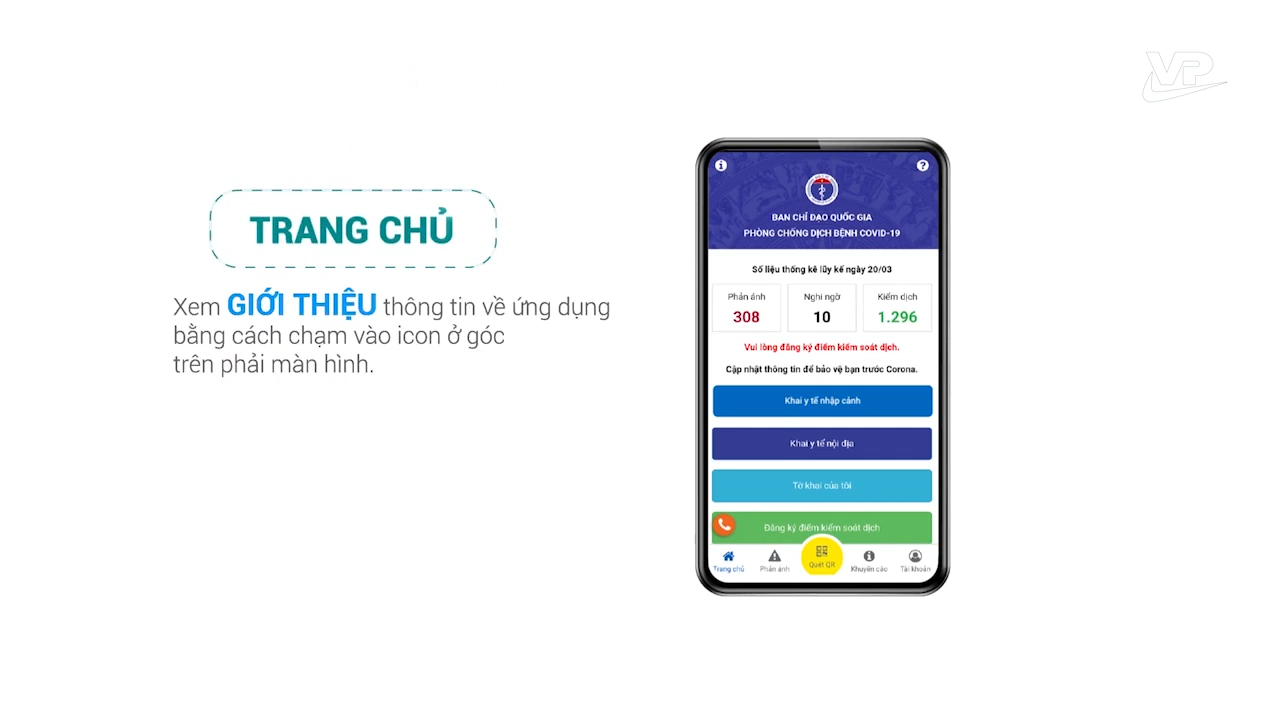 VP
TRANG CHỦ
Xem GIỚI THIỆU thông tin về ứng dụng
bằng cách chạm vào icon ở góc
trên phải màn hình.
BAN CHỈ ĐẠO QUỐC GIA
PHÒNG CHỐNG DỊCH BỆNH COVID-19
Số liệu thống kê lũy kế ngày 20/03
Phản ánh Nghi ngờ Kiểm dịch
308 10 1.296
Vui lòng đăng ký điểm kiểm soát dịch.
Cập nhật thông tin để bảo vệ bạn trước Corona.
Khai y tế nhập cảnh
Khai y tế nội địa
Tờ khai của tôi
Đăng ký điểm kiểm soát dịch
Trang chủ Phản ánh Quét QR Khuyến cáo Tài khoản